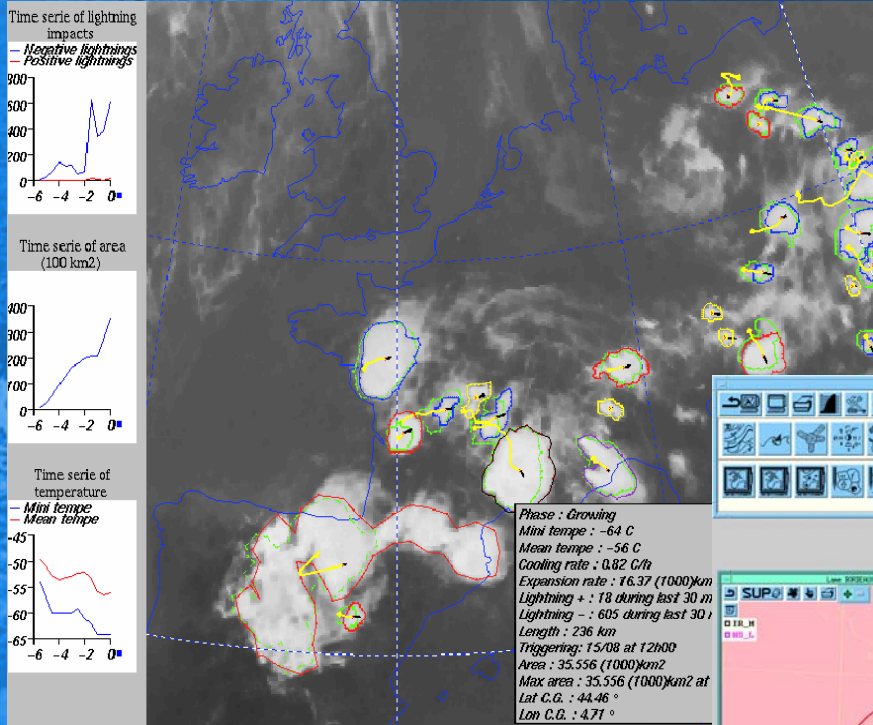 Time serie of lightning
impacts
Negative lightnings
Positive lightnings
600
400
200
0
-6 -4 -2 0
Time serie of area
(100 km2)
0
-6 -4 -2 0
Time serie of
temperature
Mini tempe
Mean tempe
-45
-50
-55
-60
-65
-6 -4 -2 0
Phase : Growing
Mini tempe : -64 C
Mean tempe : -56 C
Cooling rate : 0.82 C/h
Expansion rate : 16.37 (1000)km
Lightning + : 18 during last 30 m
Lightning - : 605 during last 30
Length : 236 km
Triggering: 15/08 at 12h00
Area : 35.556 (1000)km2
Max area : 35.556 (1000)km2 at
Lat C.G. : 44.46 °
Lon C.G. : 4.71 °
SUP
IR_M